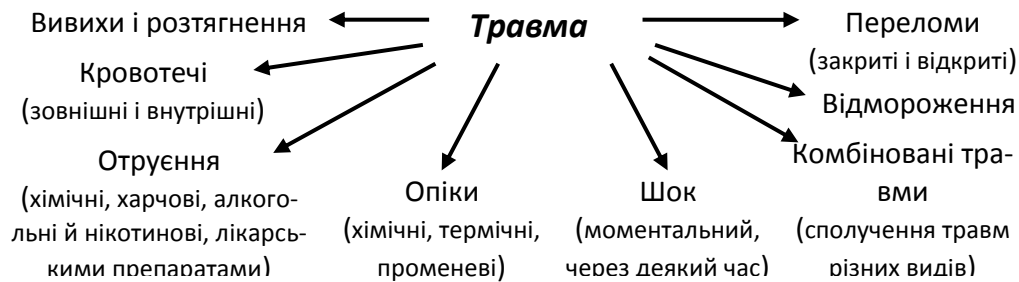 Травма
Вивихи і розтягнення
Кровотечі
(зовнішні і внутрішні)
Отруєння
(хімічні, харчові, алкого-
льні й нікотинові, лікарсь-
кими препаратами)
Опіки
(хімічні, термічні,
променеві)
Шок
(моментальний,
через деякий час)
Комбіновані тра-
вми
(сполучення травм
різних видів)
Відмороження
Переломи
(закриті і відкриті)